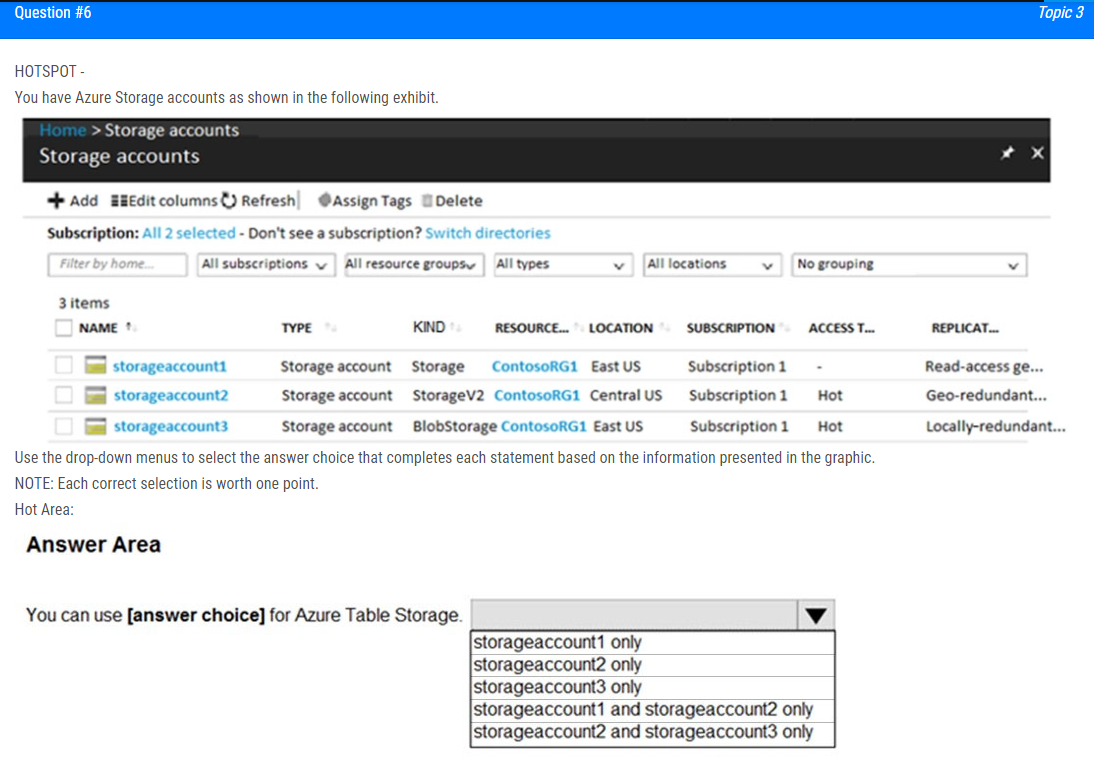 Question #6 Topic 3
HOTSPOT -
You have Azure Storage accounts as shown in the following exhibit.
Home > Storage accounts
Storage accounts
Add Edit columns Refresh Assign Tags Delete
Subscription: All 2 selected - Don't see a subscription? Switch directories
Filter by home... All subscriptions All resource groups All types All locations No grouping
3 items
NAME TYPE KIND RESOURCE... LOCATION SUBSCRIPTION ACCESS T... REPLICAT...
storageaccount1 Storage account Storage ContosoRG1 East US Subscription 1 - Read-access ge...
storageaccount2 Storage account StorageV2 ContosoRG1 Central US Subscription 1 Hot Geo-redundant...
storageaccount3 Storage account BlobStorage ContosoRG1 East US Subscription 1 Hot Locally-redundant...
Use the drop-down menus to select the answer choice that completes each statement based on the information presented in the graphic.
NOTE: Each correct selection is worth one point.
Hot Area:
Answer Area
You can use [answer choice] for Azure Table Storage.
storageaccount1 only
storageaccount2 only
storageaccount3 only
storageaccount1 and storageaccount2 only
storageaccount2 and storageaccount3 only